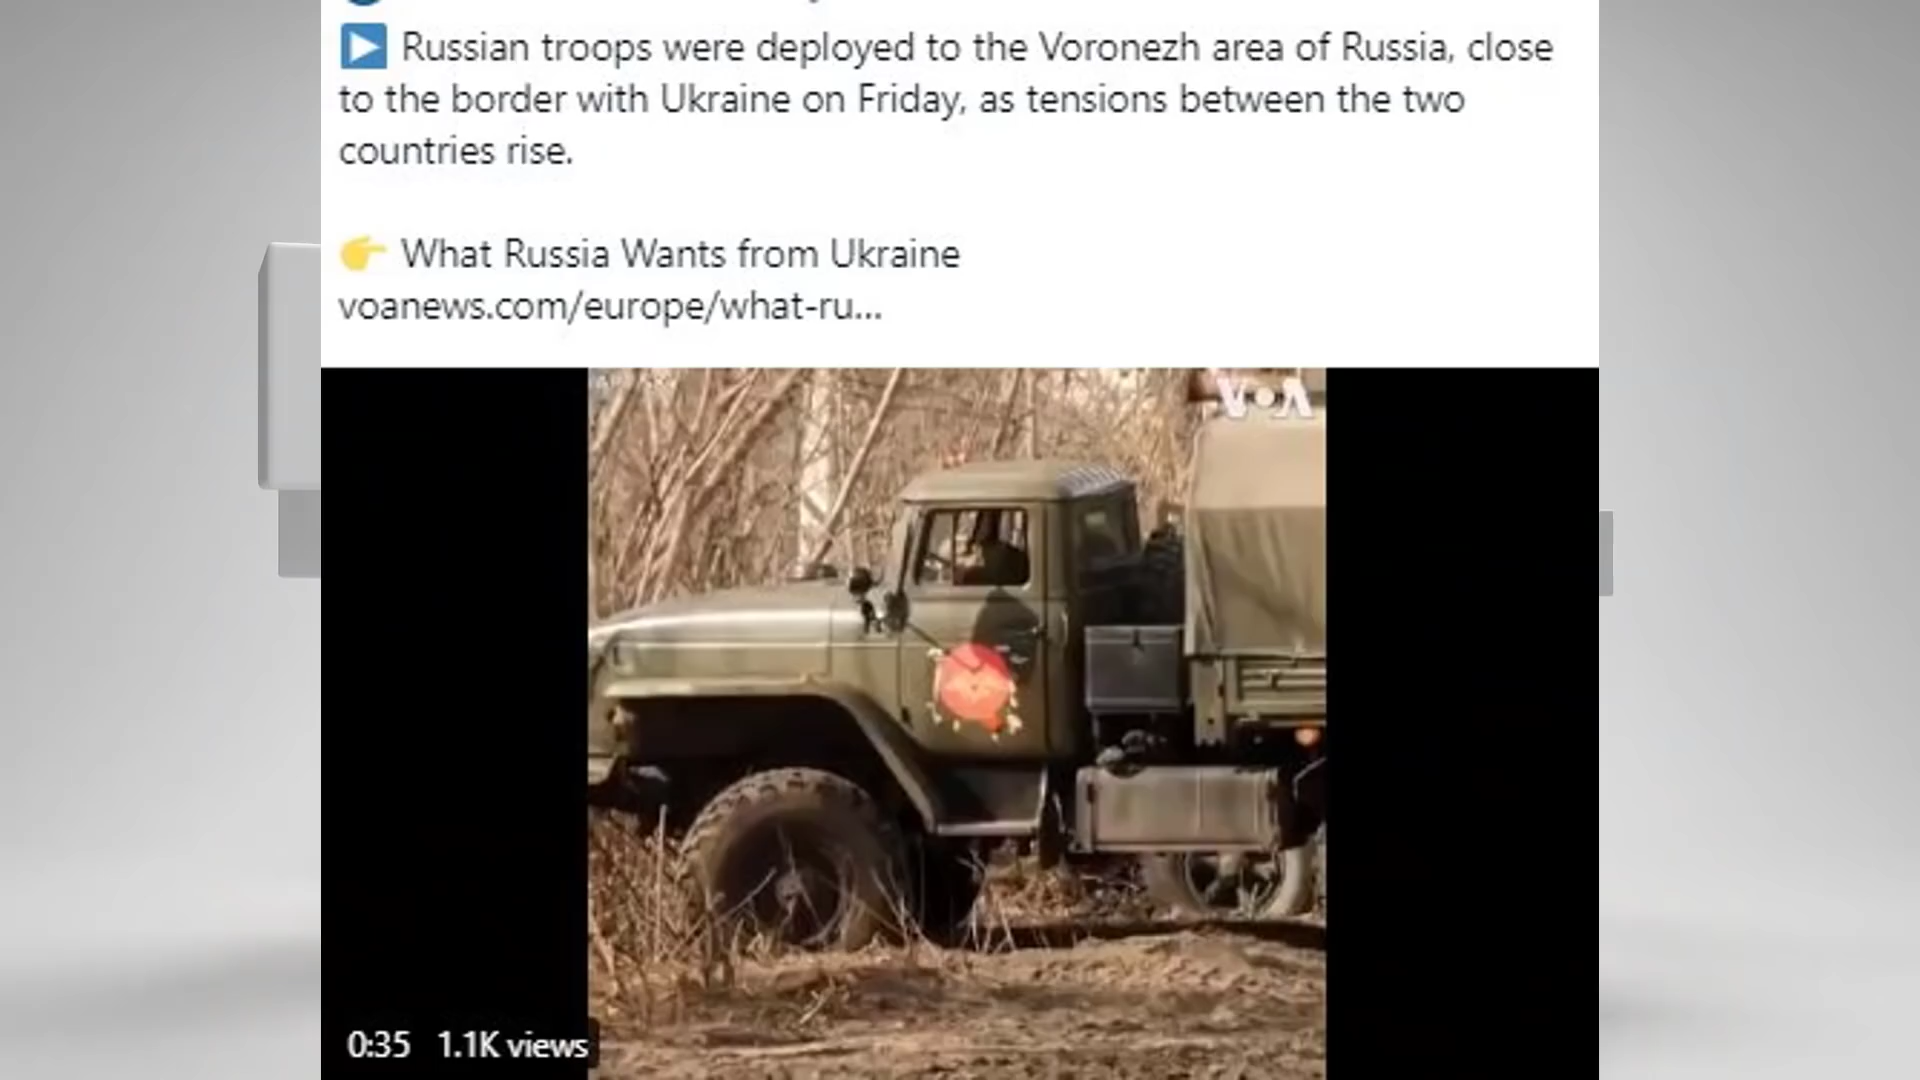 Russian troops were deployed to the Voronezh area of Russia, close
to the border with Ukraine on Friday, as tensions between the two
countries rise.
What Russia Wants from Ukraine
voanews.com/europe/what-ru...
VOA
0:35 1.1K views